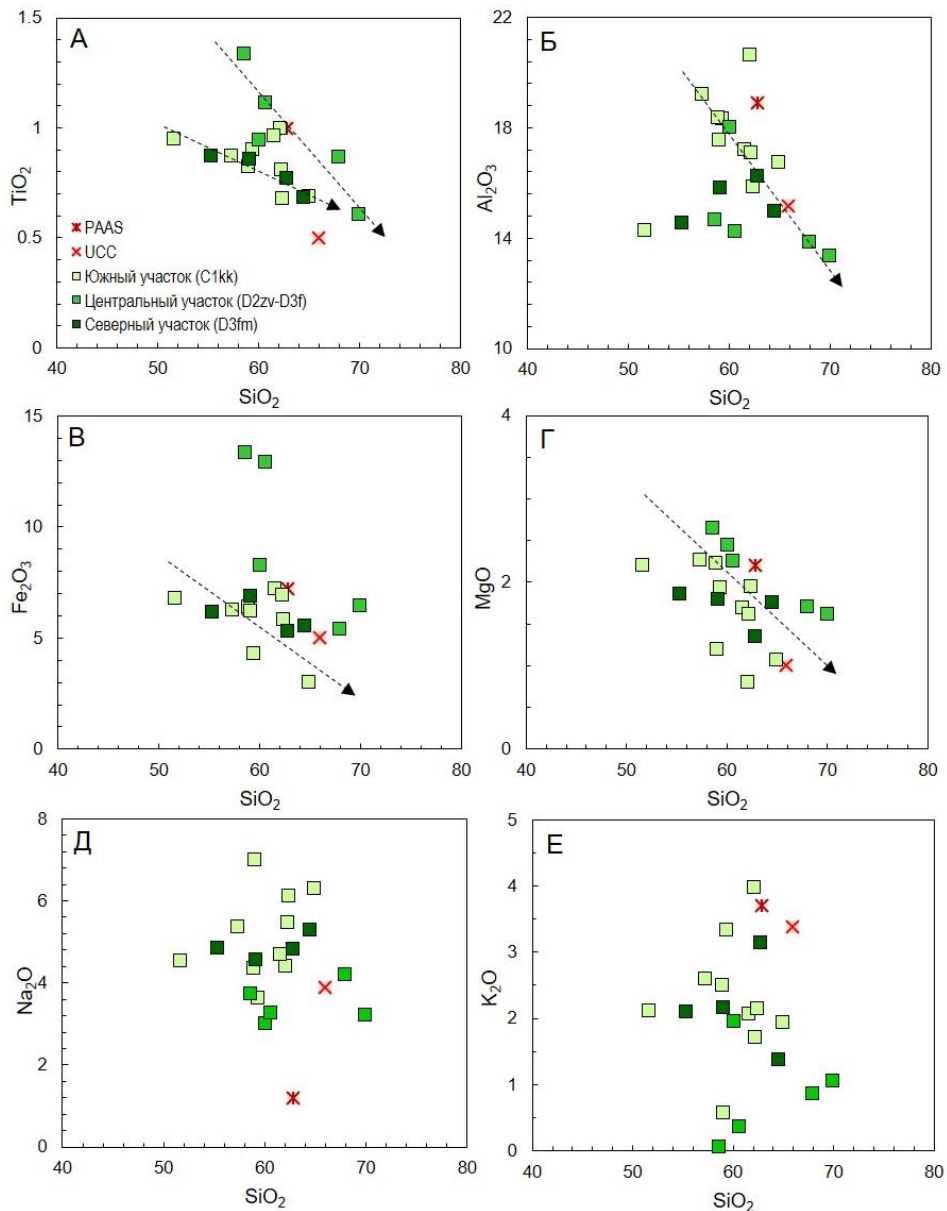 А
1.5
1
0.5
0
TiO2
PAAS
UCC
Южный участок (C1kk)
Центральный участок (D2zv-D3f)
Северный участок (D3fm)
40 50 60 70 80
SiO2
Б
22
18
14
10
Al2O3
40 50 60 70 80
SiO2
В
15
10
5
0
Fe2O3
40 50 60 70 80
SiO2
Г
4
2
0
MgO
40 50 60 70 80
SiO2
Д
8
6
4
2
0
Na2O
40 50 60 70 80
SiO2
Е
5
4
3
2
1
0
K2O
40 50 60 70 80
SiO2